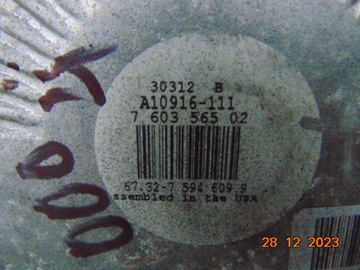 30312 B
A10916-111
7 603 565 02
67.32-7 594 609.9
ssembled in the USA
28 12 2023